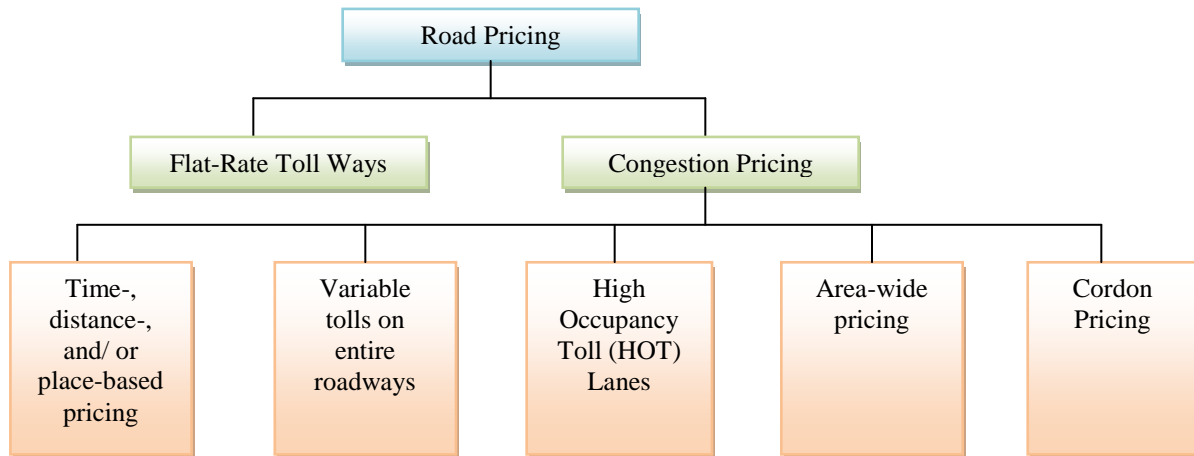 Road Pricing
Flat-Rate Toll Ways
Congestion Pricing
Time-,
distance-,
and/ or
place-based
pricing
Variable
tolls on
entire
roadways
High
Occupancy
Toll (HOT)
Lanes
Area-wide
pricing
Cordon
Pricing